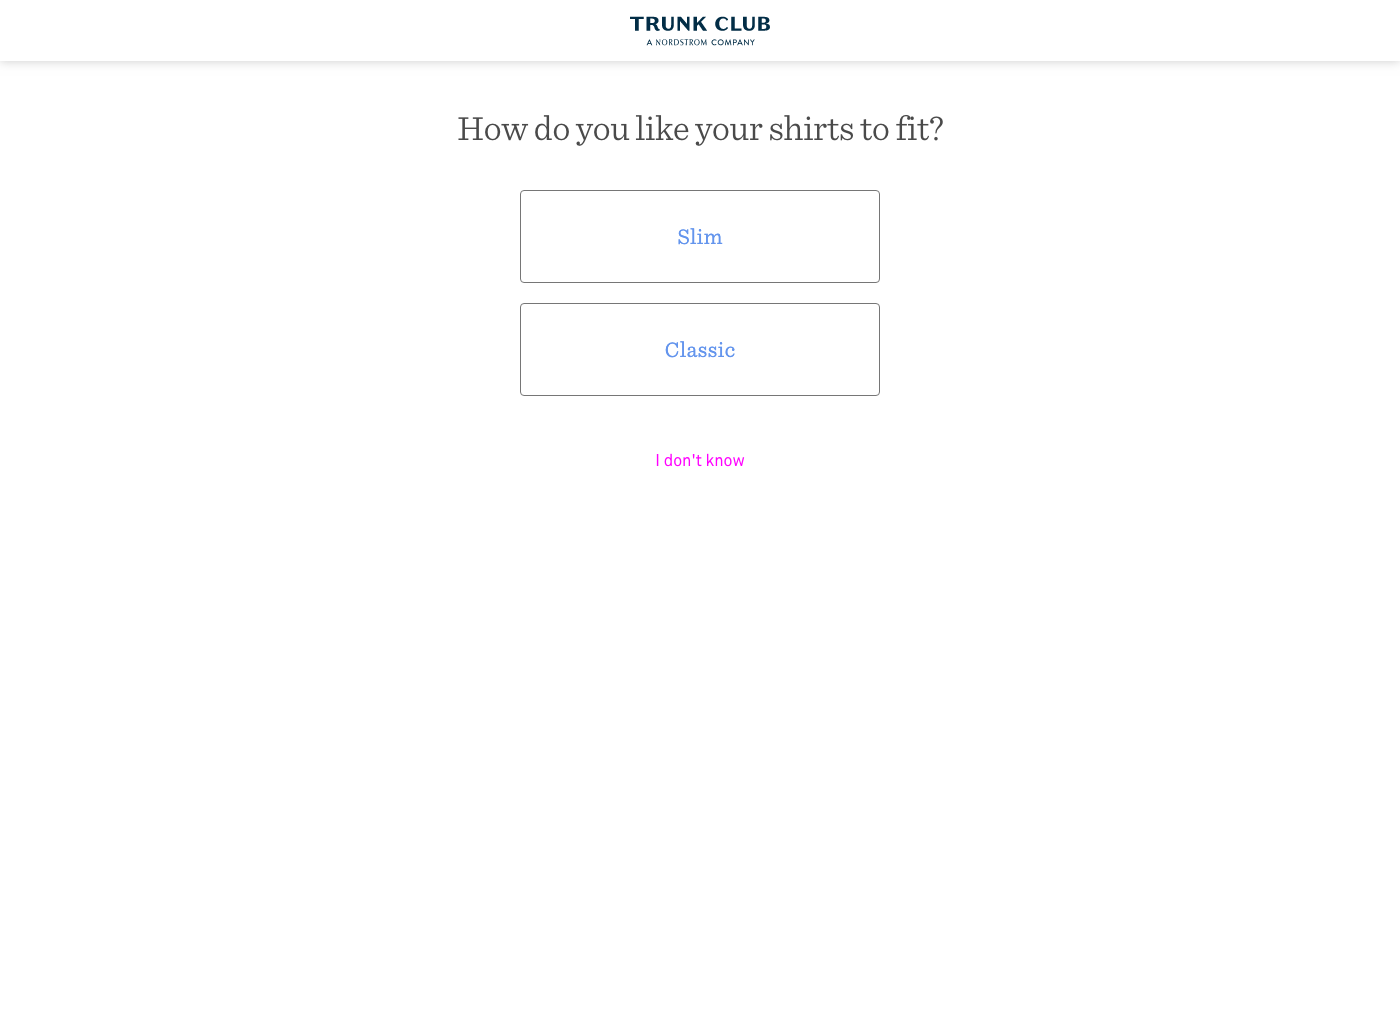 TRUNK CLUB
A NORDSTROM COMPANY
How do you like your shirts to fit?
Slim
Classic
I don't know